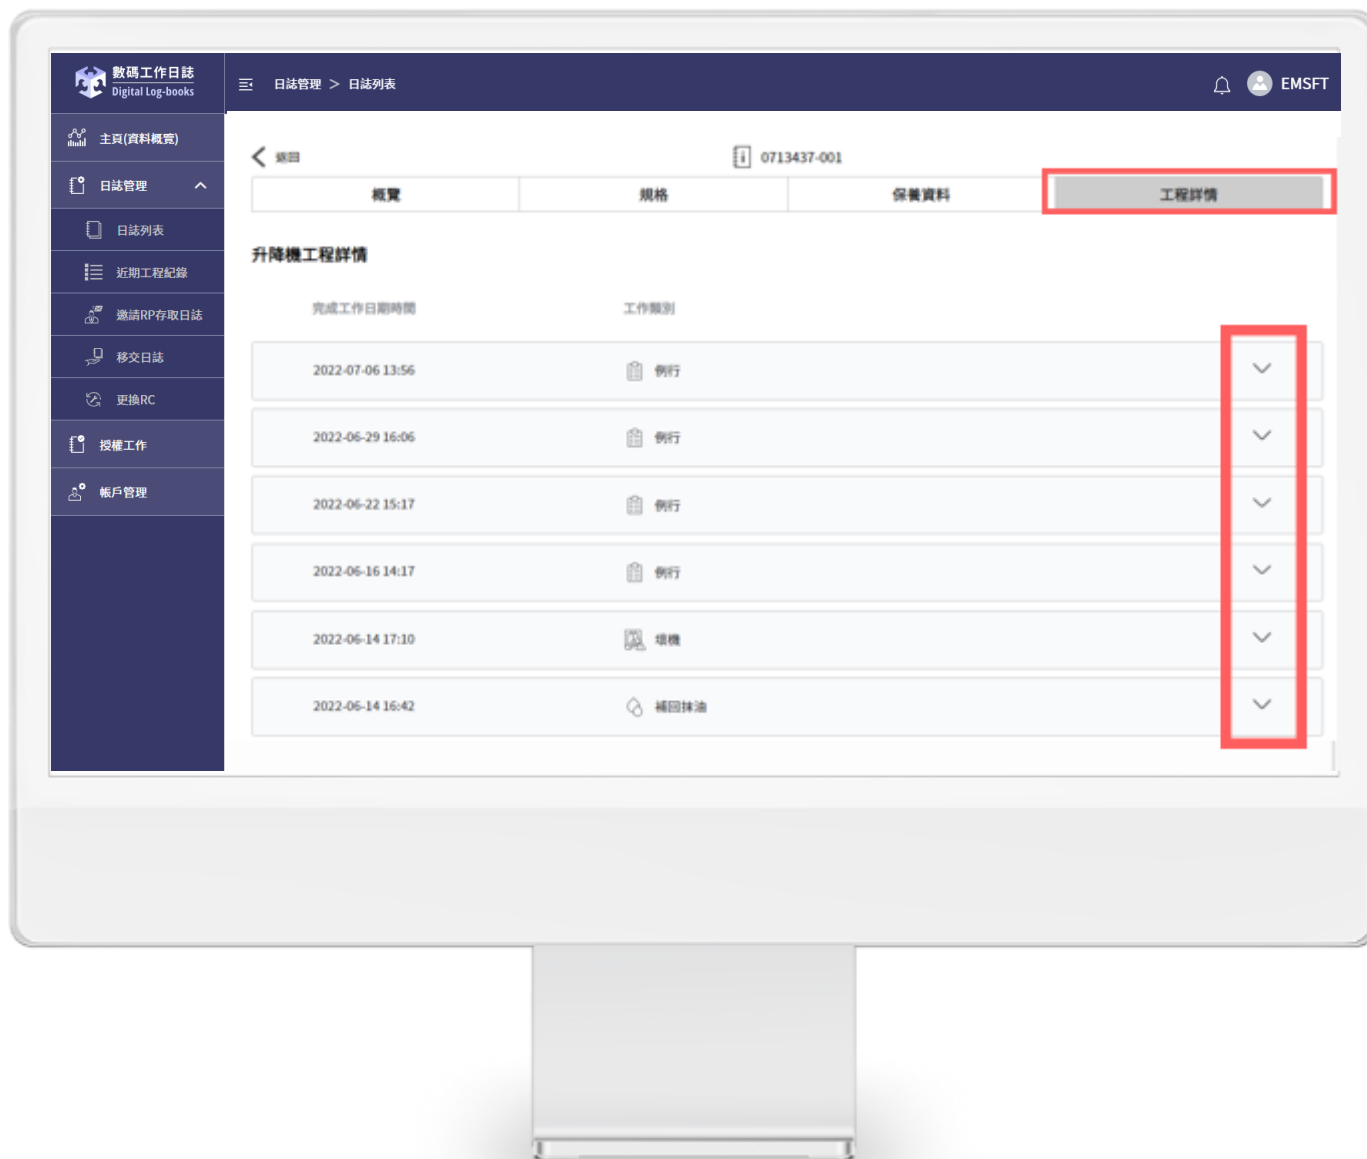 數碼工作日誌
Digital Log-books
日誌管理 > 日誌列表
EMSFT
主頁(資料概覽)
日誌管理
日誌列表
近期工程紀錄
邀請RP存取日誌
移交日誌
更換RC
授權工作
帳戶管理
返回
0713437-001
概覽 規格 保養資料 工程詳情
升降機工程詳情
完成工作日期時間 工作類別
2022-07-06 13:56 例行
2022-06-29 16:06 例行
2022-06-22 15:17 例行
2022-06-16 14:17 例行
2022-06-14 17:10 壞機
2022-06-14 16:42 補回抹油